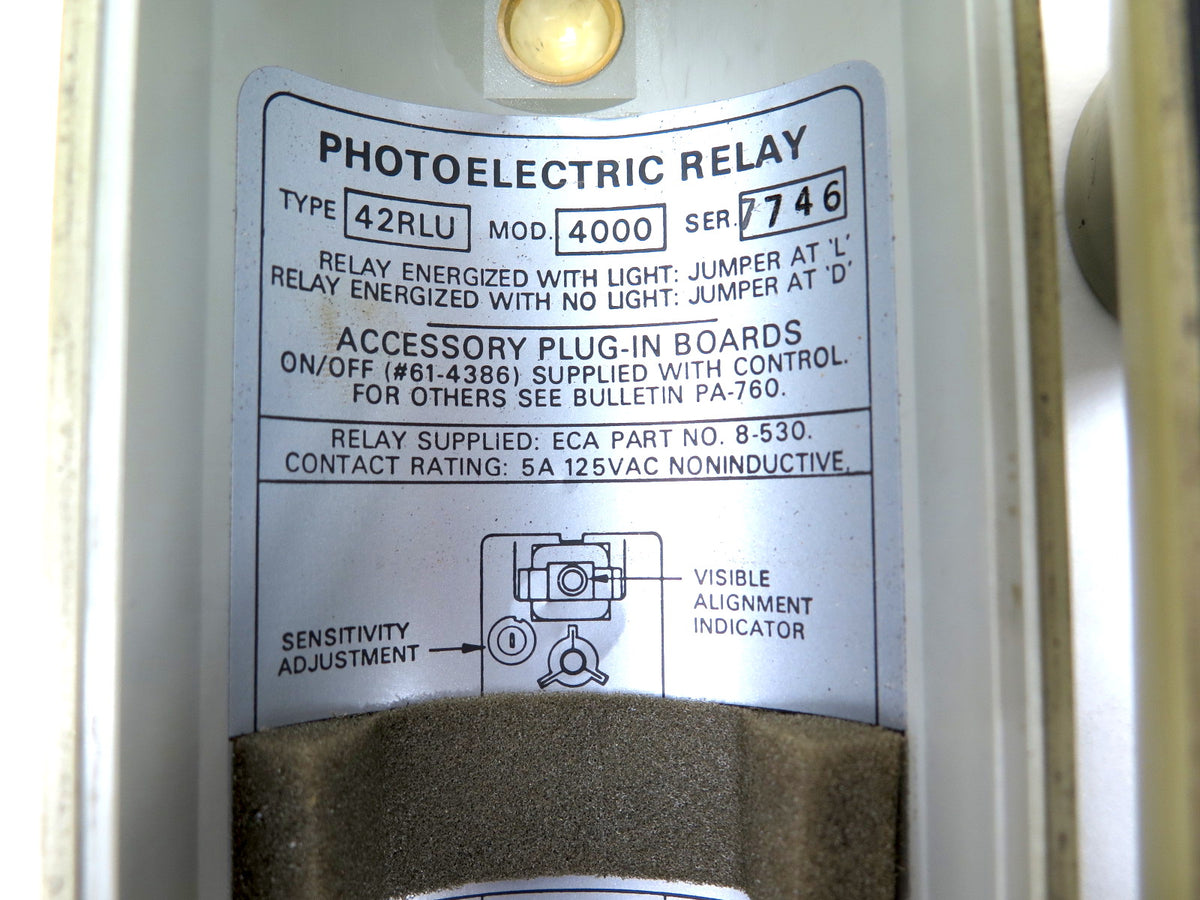 PHOTOELECTRIC RELAY
TYPE 42RLU MOD. 4000 SER. 7746
RELAY ENERGIZED WITH LIGHT: JUMPER AT 'L'
RELAY ENERGIZED WITH NO LIGHT: JUMPER AT 'D'
ACCESSORY PLUG-IN BOARDS
ON/OFF (#61-4386) SUPPLIED WITH CONTROL.
FOR OTHERS SEE BULLETIN PA-760.
RELAY SUPPLIED: ECA PART NO. 8-530.
CONTACT RATING: 5A 125VAC NONINDUCTIVE.
VISIBLE
ALIGNMENT
INDICATOR
SENSITIVITY
ADJUSTMENT